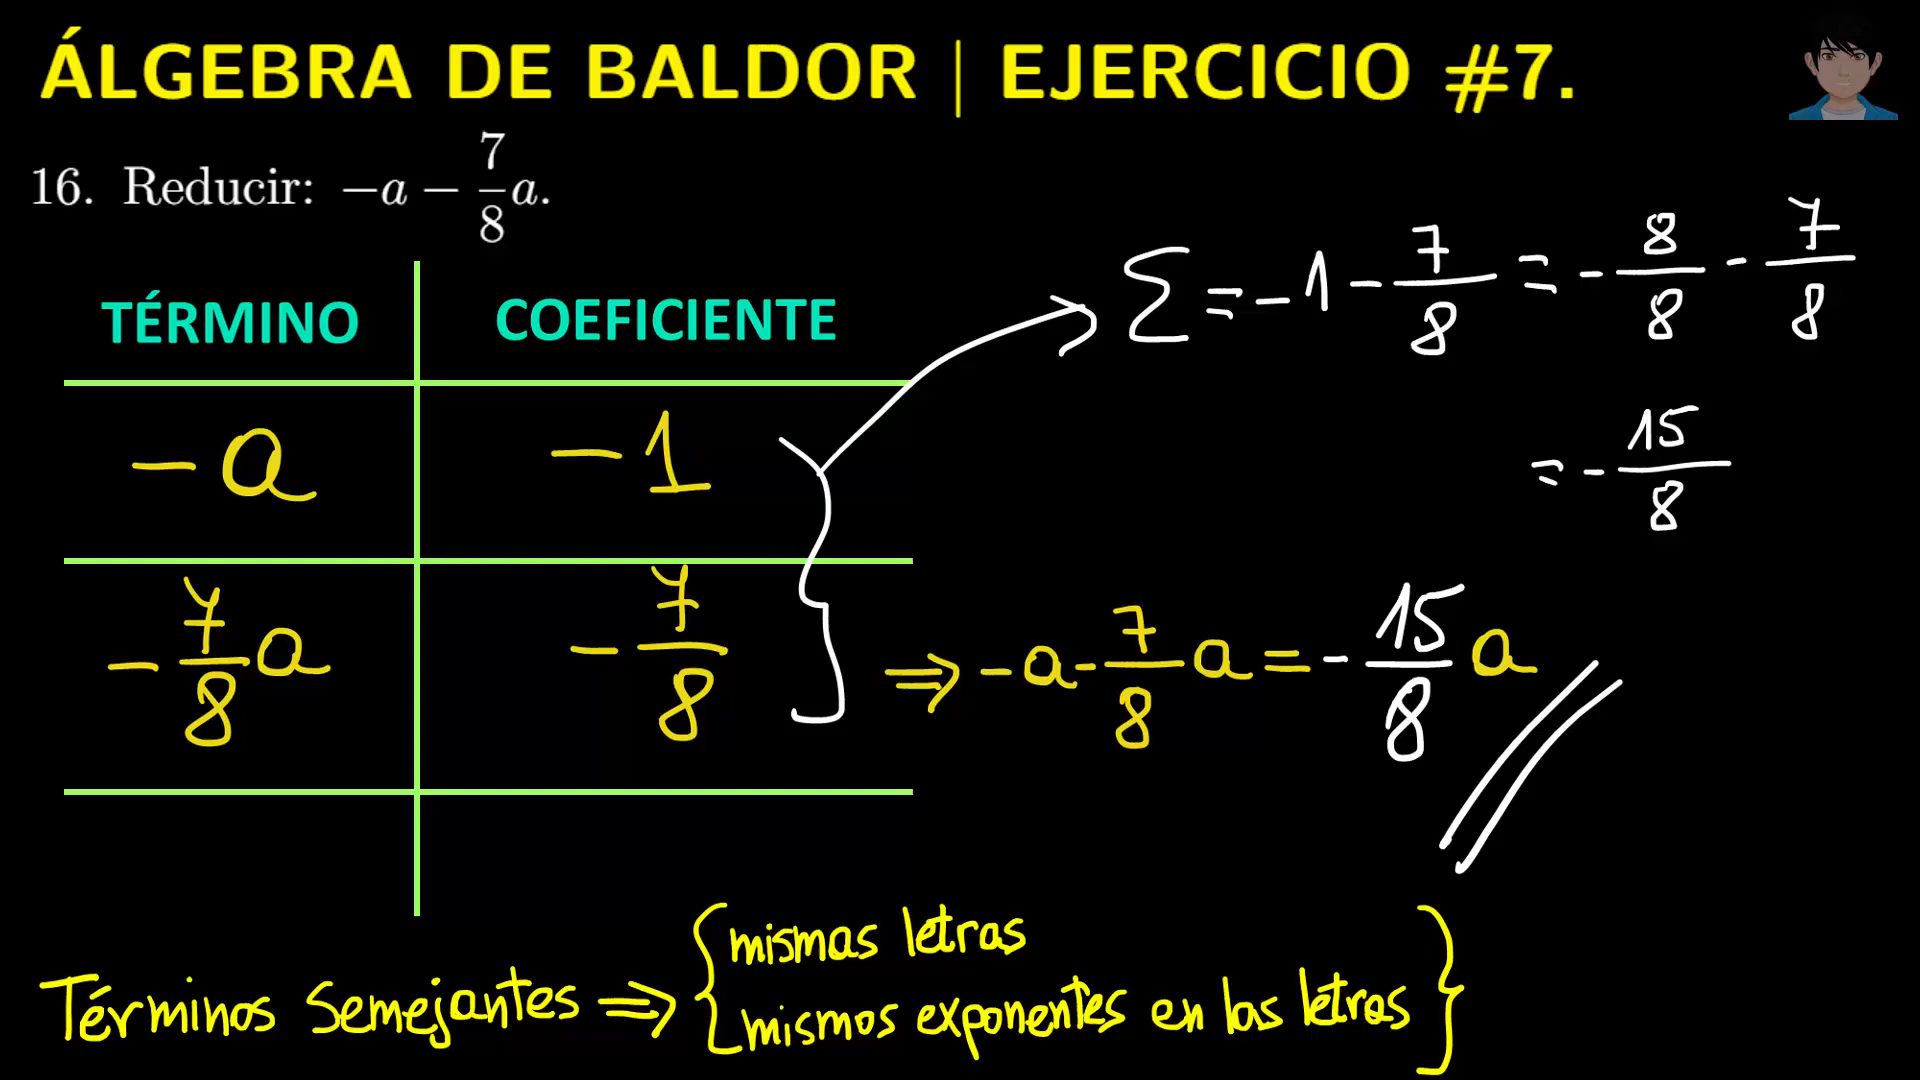 ÁLGEBRA DE BALDOR | EJERCICIO #7.
16. Reducir: −a − 7/8 a.
TÉRMINO COEFICIENTE
−a −1
−7/8 a −7/8
Σ = −1 − 7/8 = −8/8 − 7/8
= −15/8
⇒ −a − 7/8 a = −15/8 a
Términos Semejantes ⇒ { mismas letras
mismos exponentes en las letras }